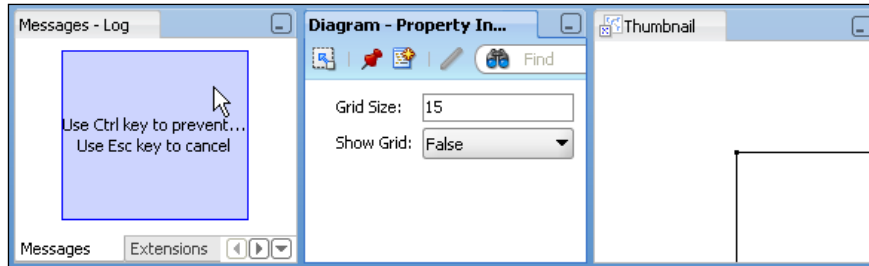 Messages - Log
Use Ctrl key to prevent...
Use Esc key to cancel
Messages
Extensions
Diagram - Property In...
Find
Grid Size: 15
Show Grid: False
Thumbnail